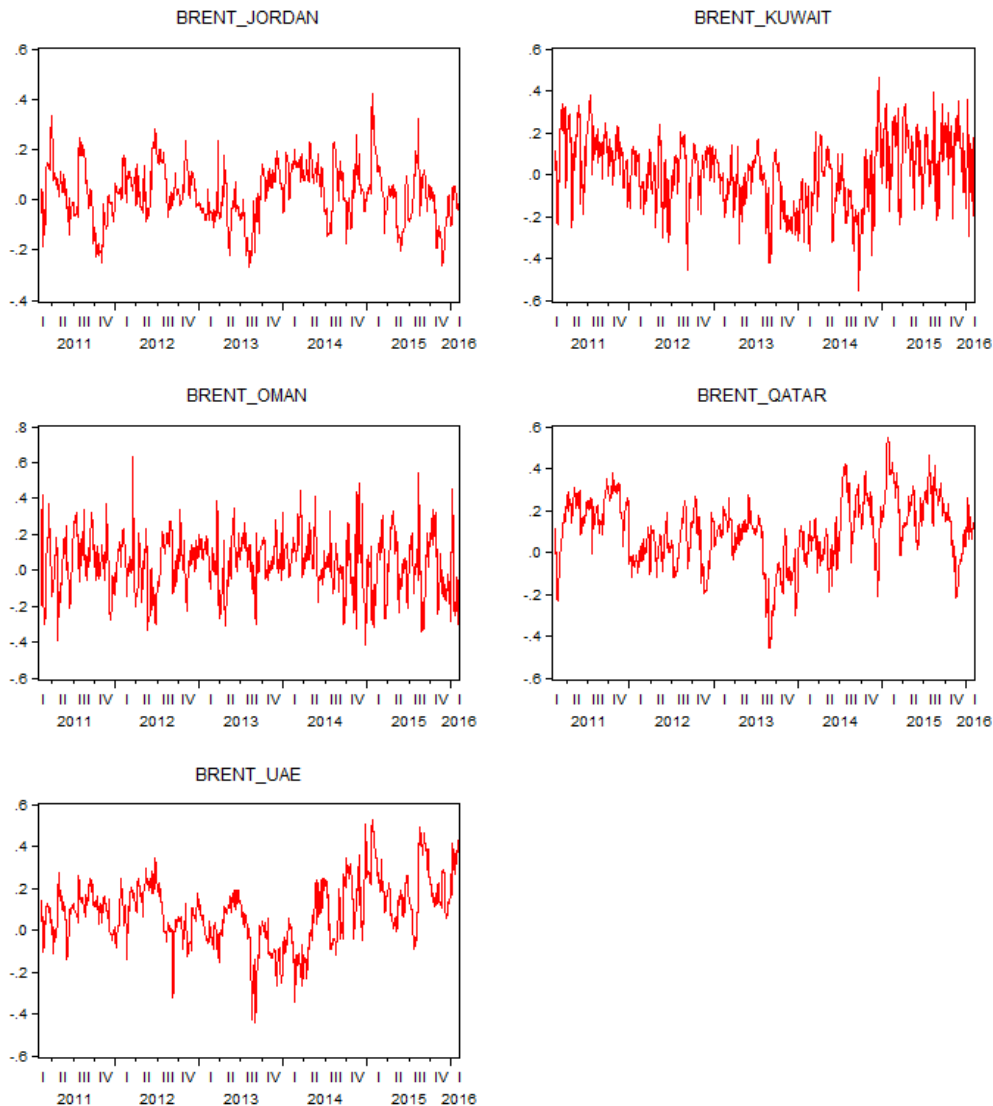 BRENT_JORDAN
.6
.4
.2
.0
-.2
-.4
I II III IV I II III IV I II III IV I II III IV I II III IV I
2011 2012 2013 2014 2015 2016
BRENT_KUWAIT
.6
.4
.2
.0
-.2
-.4
-.6
I II III IV I II III IV I II III IV I II III IV I II III IV I
2011 2012 2013 2014 2015 2016
BRENT_OMAN
.8
.6
.4
.2
.0
-.2
-.4
-.6
I II III IV I II III IV I II III IV I II III IV I II III IV I
2011 2012 2013 2014 2015 2016
BRENT_QATAR
.6
.4
.2
.0
-.2
-.4
-.6
I II III IV I II III IV I II III IV I II III IV I II III IV I
2011 2012 2013 2014 2015 2016
BRENT_UAE
.6
.4
.2
.0
-.2
-.4
-.6
I II III IV I II III IV I II III IV I II III IV I II III IV I
2011 2012 2013 2014 2015 2016